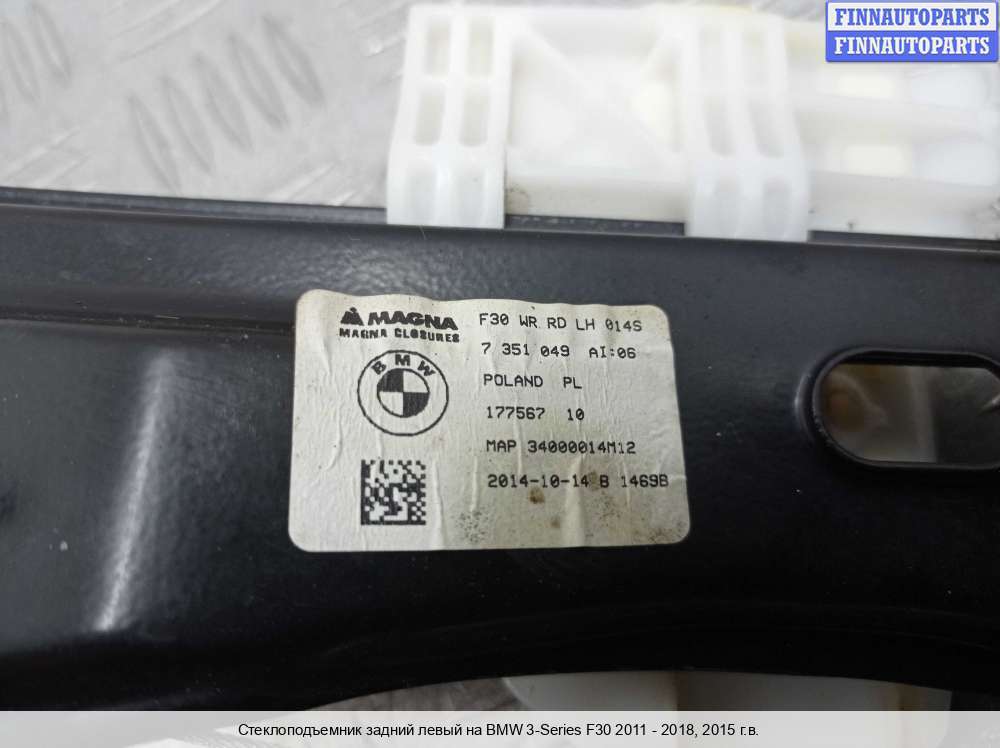 FINNAUTOPARTS
FINNAUTOPARTS
MAGNA
MAGNA CLOSURES
BMW
F30 WR RD LH 014S
7 351 049 AI:06
POLAND PL
177567 10
MAP 34000014M12
2014-10-14 B 1469B
Стеклоподъемник задний левый на BMW 3-Series F30 2011 - 2018, 2015 г.в.